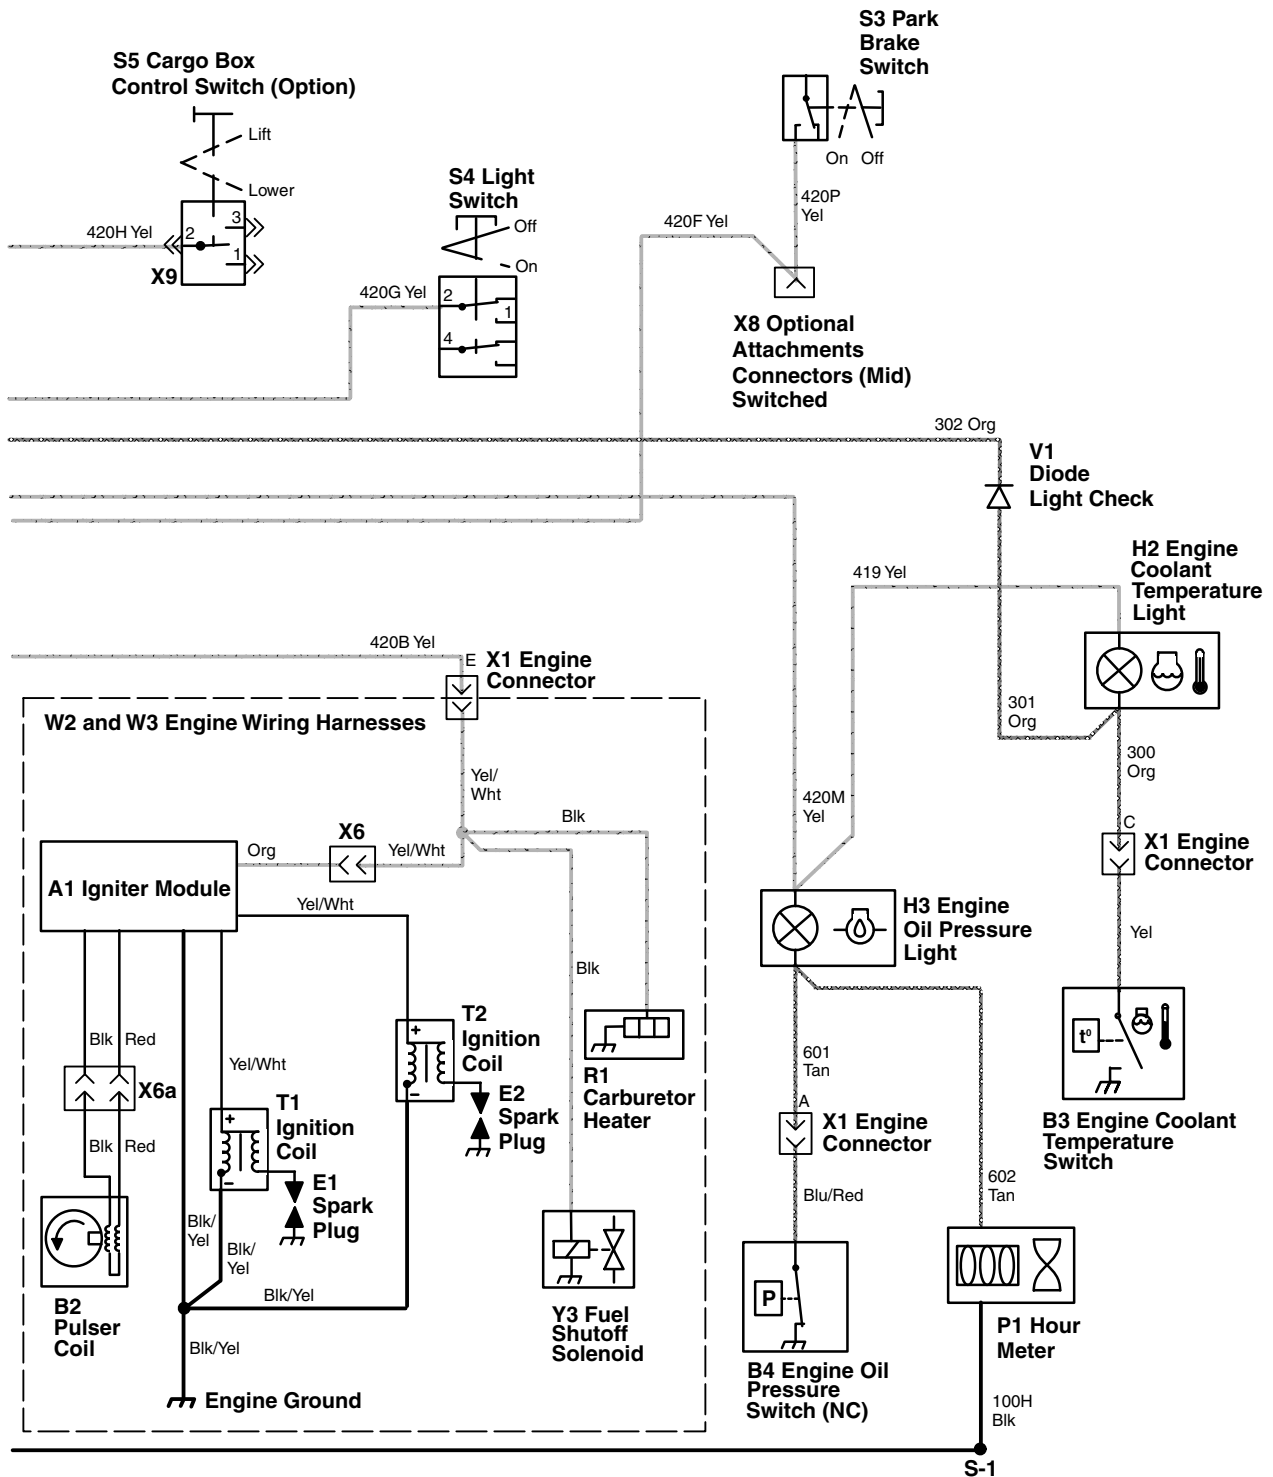 S3 Park
Brake
Switch
S5 Cargo Box
Control Switch (Option)
Lift
Lower
On Off
S4 Light
Switch
Off
On
420P
Yel
420F Yel
420H Yel
2
3
1
X9
420G Yel
2
1
4
X8 Optional
Attachments
Connectors (Mid)
Switched
302 Org
V1
Diode
Light Check
H2 Engine
Coolant
Temperature
Light
419 Yel
420B Yel
E
X1 Engine
Connector
W2 and W3 Engine Wiring Harnesses
301
Org
300
Org
Yel/
Wht
420M
Yel
Blk
X6
Org
Yel/Wht
C
X1 Engine
Connector
A1 Igniter Module
Yel/Wht
H3 Engine
Oil Pressure
Light
Yel
Blk
T2
Ignition
Coil
+
–
Blk
Red
Yel/Wht
X6a
E2
Spark
Plug
R1
Carburetor
Heater
601
Tan
A
X1 Engine
Connector
t⁰
B3 Engine Coolant
Temperature
Switch
T1
Ignition
Coil
+
–
Blk
Red
E1
Spark
Plug
Blu/Red
602
Tan
Blk/
Yel
Blk/
Yel
Blk/Yel
B2
Pulser
Coil
Y3 Fuel
Shutoff
Solenoid
P
P1 Hour
Meter
Blk/Yel
Engine Ground
B4 Engine Oil
Pressure
Switch (NC)
100H
Blk
S-1